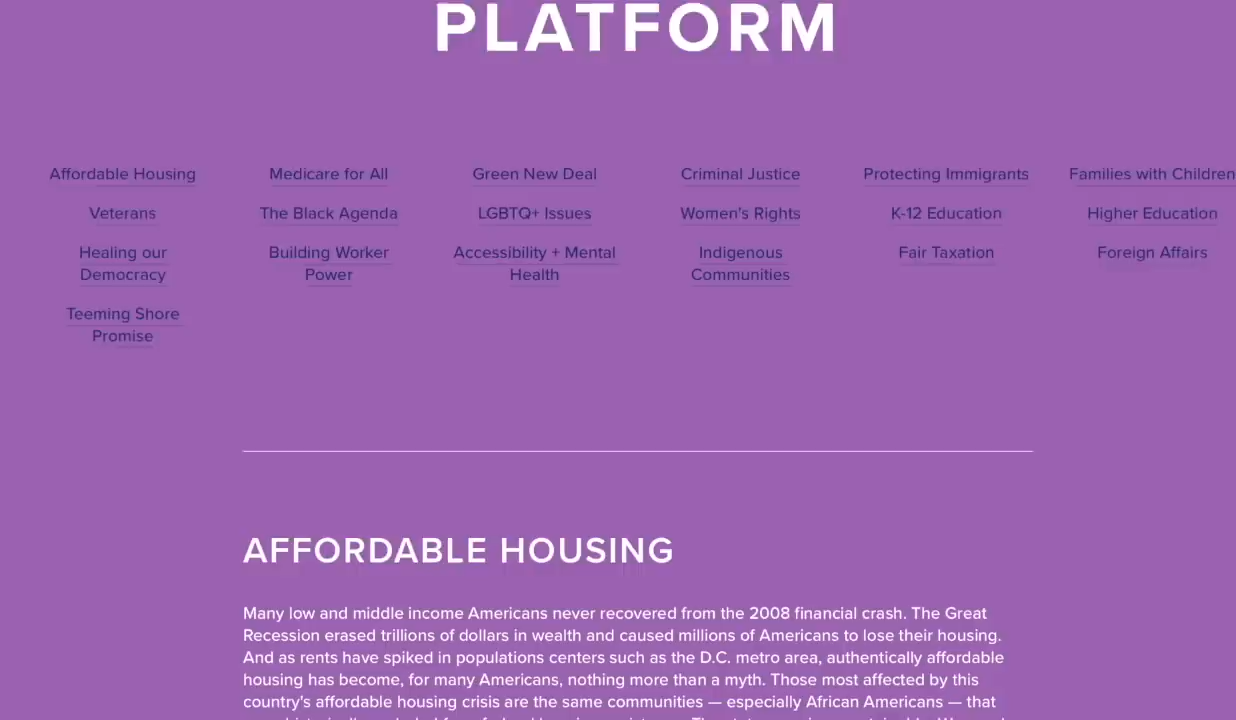 PLATFORM
Affordable Housing Medicare for All Green New Deal Criminal Justice Protecting Immigrants Families with Children
Veterans The Black Agenda LGBTQ+ Issues Women's Rights K-12 Education Higher Education
Healing our Building Worker Accessibility + Mental Indigenous Fair Taxation Foreign Affairs
Democracy Power Health Communities
Teeming Shore
Promise
AFFORDABLE HOUSING
Many low and middle income Americans never recovered from the 2008 financial crash. The Great
Recession erased trillions of dollars in wealth and caused millions of Americans to lose their housing.
And as rents have spiked in populations centers such as the D.C. metro area, authentically affordable
housing has become, for many Americans, nothing more than a myth. Those most affected by this
country's affordable housing crisis are the same communities — especially African Americans — that